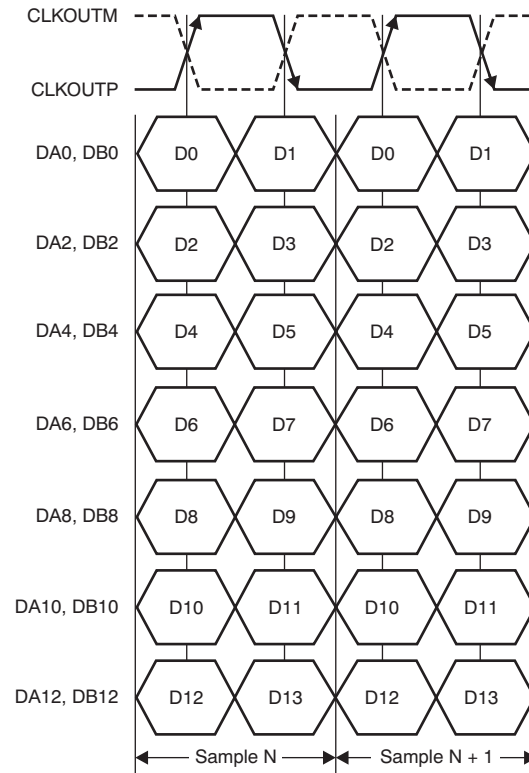 CLKOUTM
CLKOUTP
DA0, DB0 D0 D1 D0 D1
DA2, DB2 D2 D3 D2 D3
DA4, DB4 D4 D5 D4 D5
DA6, DB6 D6 D7 D6 D7
DA8, DB8 D8 D9 D8 D9
DA10, DB10 D10 D11 D10 D11
DA12, DB12 D12 D13 D12 D13
Sample N Sample N + 1